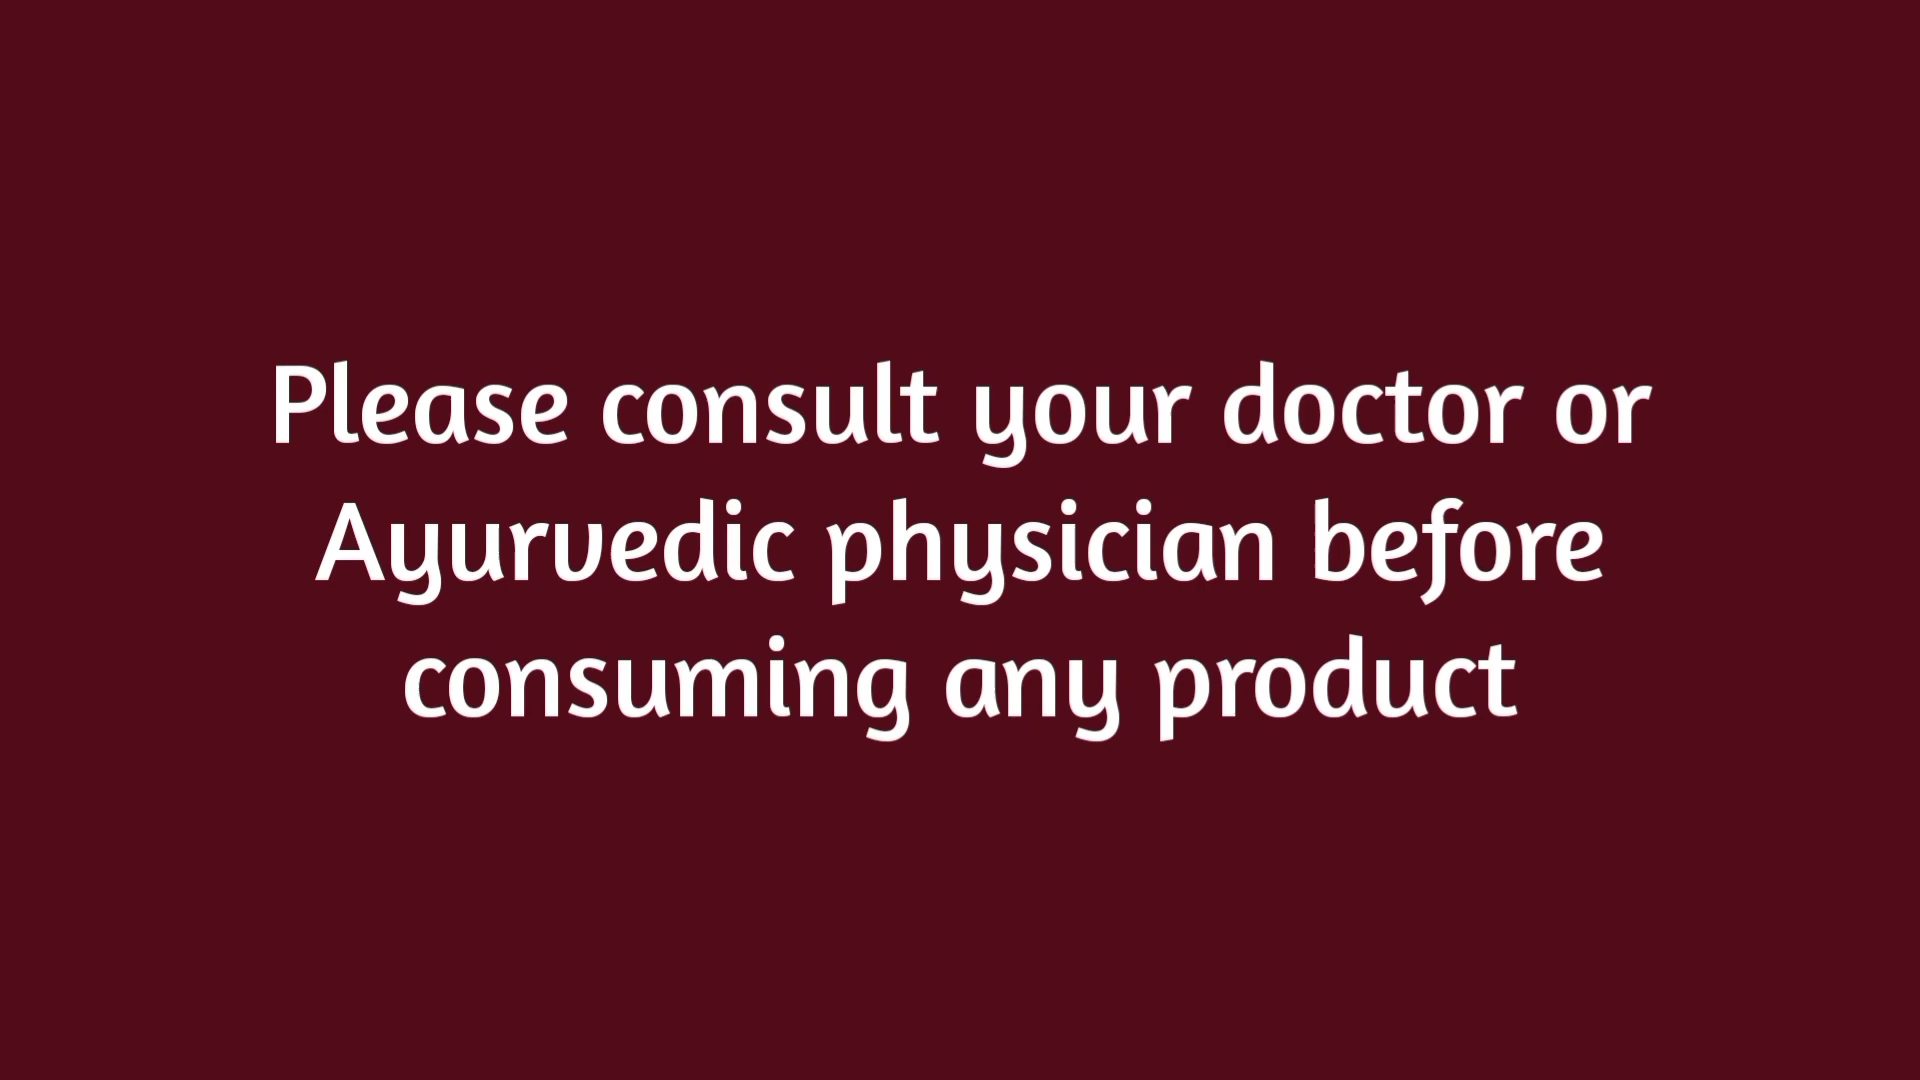 Please consult your doctor or
Ayurvedic physician before
consuming any product